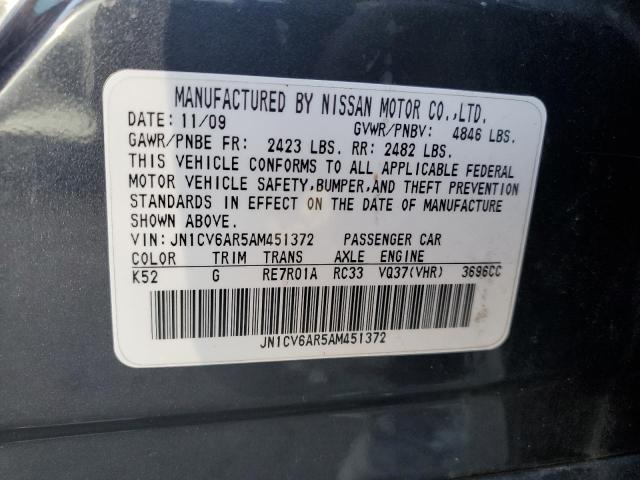 MANUFACTURED BY NISSAN MOTOR CO.,LTD.
DATE: 11/09 GVWR/PNBV: 4846 LBS.
GAWR/PNBE FR: 2423 LBS. RR: 2482 LBS.
THIS VEHICLE CONFORMS TO ALL APPLICABLE FEDERAL
MOTOR VEHICLE SAFETY,BUMPER,AND THEFT PREVENTION
STANDARDS IN EFFECT ON THE DATE OF MANUFACTURE
SHOWN ABOVE.
VIN: JN1CV6AR5AM451372 PASSENGER CAR
COLOR TRIM TRANS AXLE ENGINE
K52 G RE7R01A RC33 VQ37(VHR) 3696CC
JN1CV6AR5AM451372